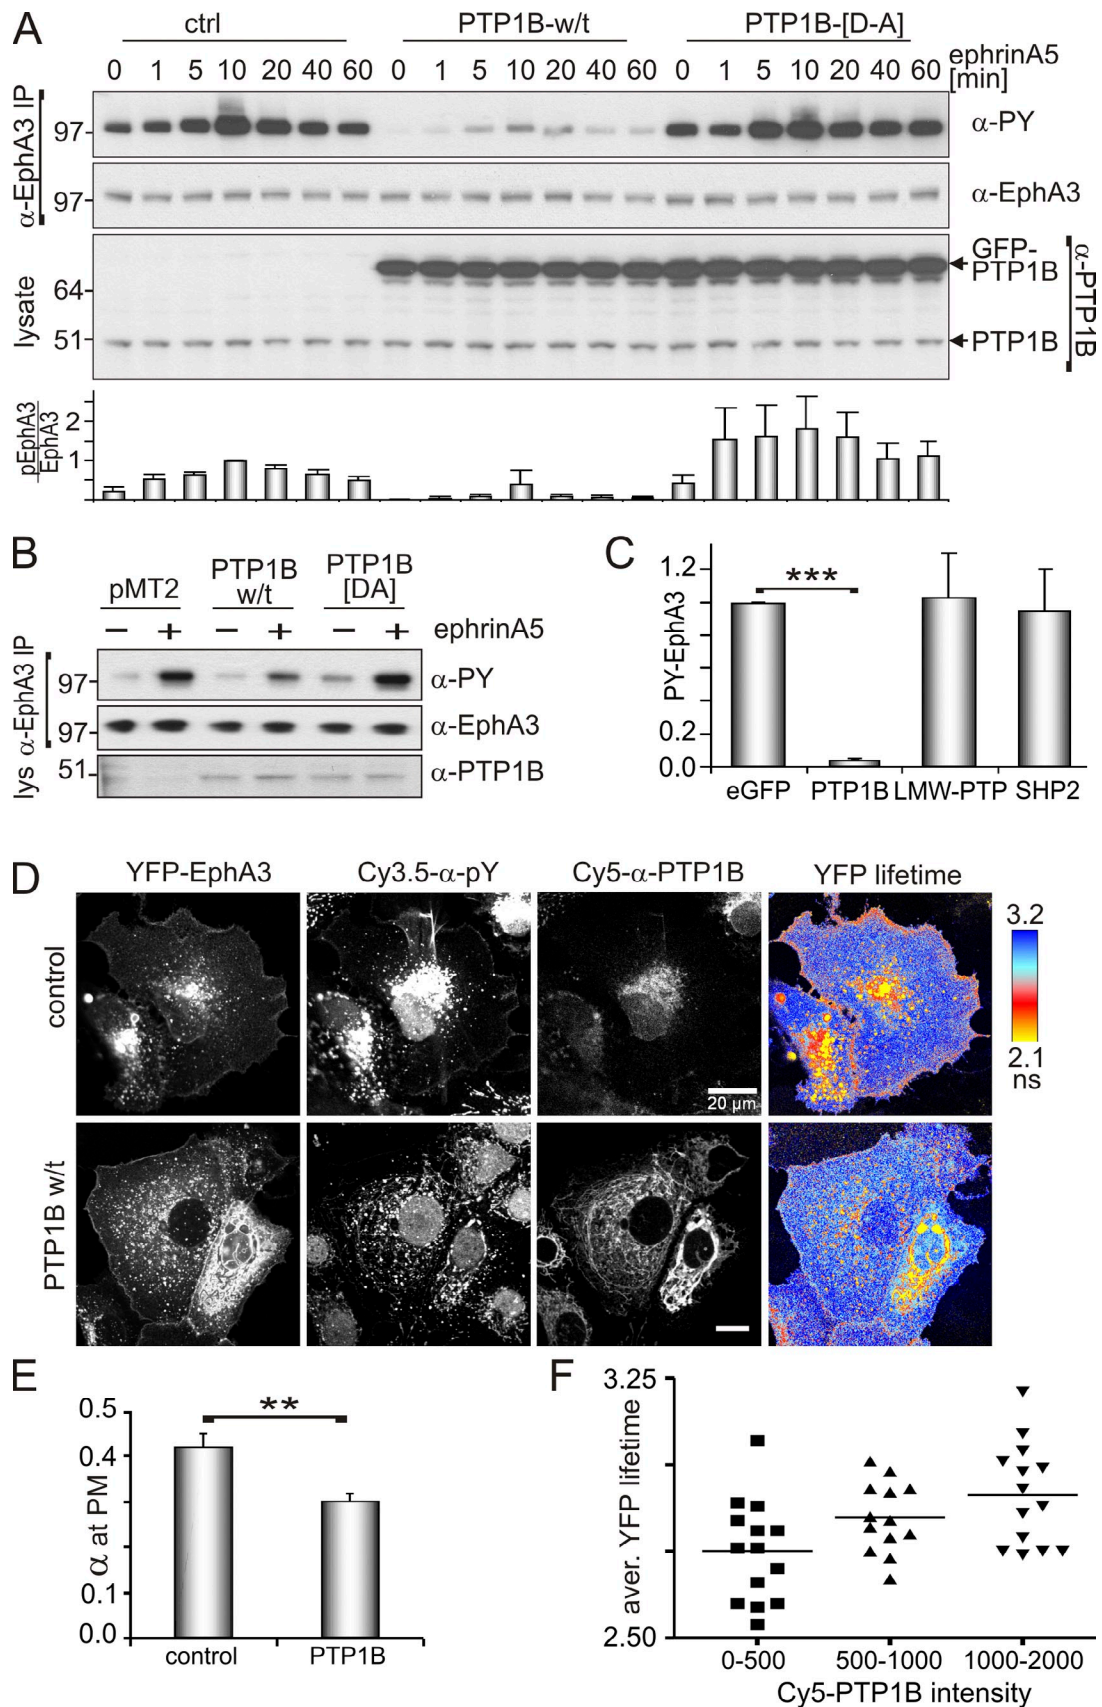 A
ctrl PTP1B-w/t PTP1B-[D-A]
0 1 5 10 20 40 60 0 1 5 10 20 40 60 0 1 5 10 20 40 60 ephrinA5 [min]
α-EphA3 IP
97 α-PY
97 α-EphA3
lysate
64
51
GFP-PTP1B
PTP1B
α-PTP1B
pEphA3
EphA3
2
1
B
pMT2 PTP1B w/t PTP1B [DA]
− + − + − + ephrinA5
lys α-EphA3 IP
97 α-PY
97 α-EphA3
51 α-PTP1B
C
PY-EphA3
1.2
0.2
0.0
***
eGFP PTP1B LMW-PTP SHP2
D
YFP-EphA3 Cy3.5-α-pY Cy5-α-PTP1B YFP lifetime
control
20 µm
3.2
2.1
ns
PTP1B w/t
E
α at PM
0.5
0.4
0.1
0.0
**
control PTP1B
F
aver. YFP lifetime
3.25
2.50
0-500 500-1000 1000-2000
Cy5-PTP1B intensity